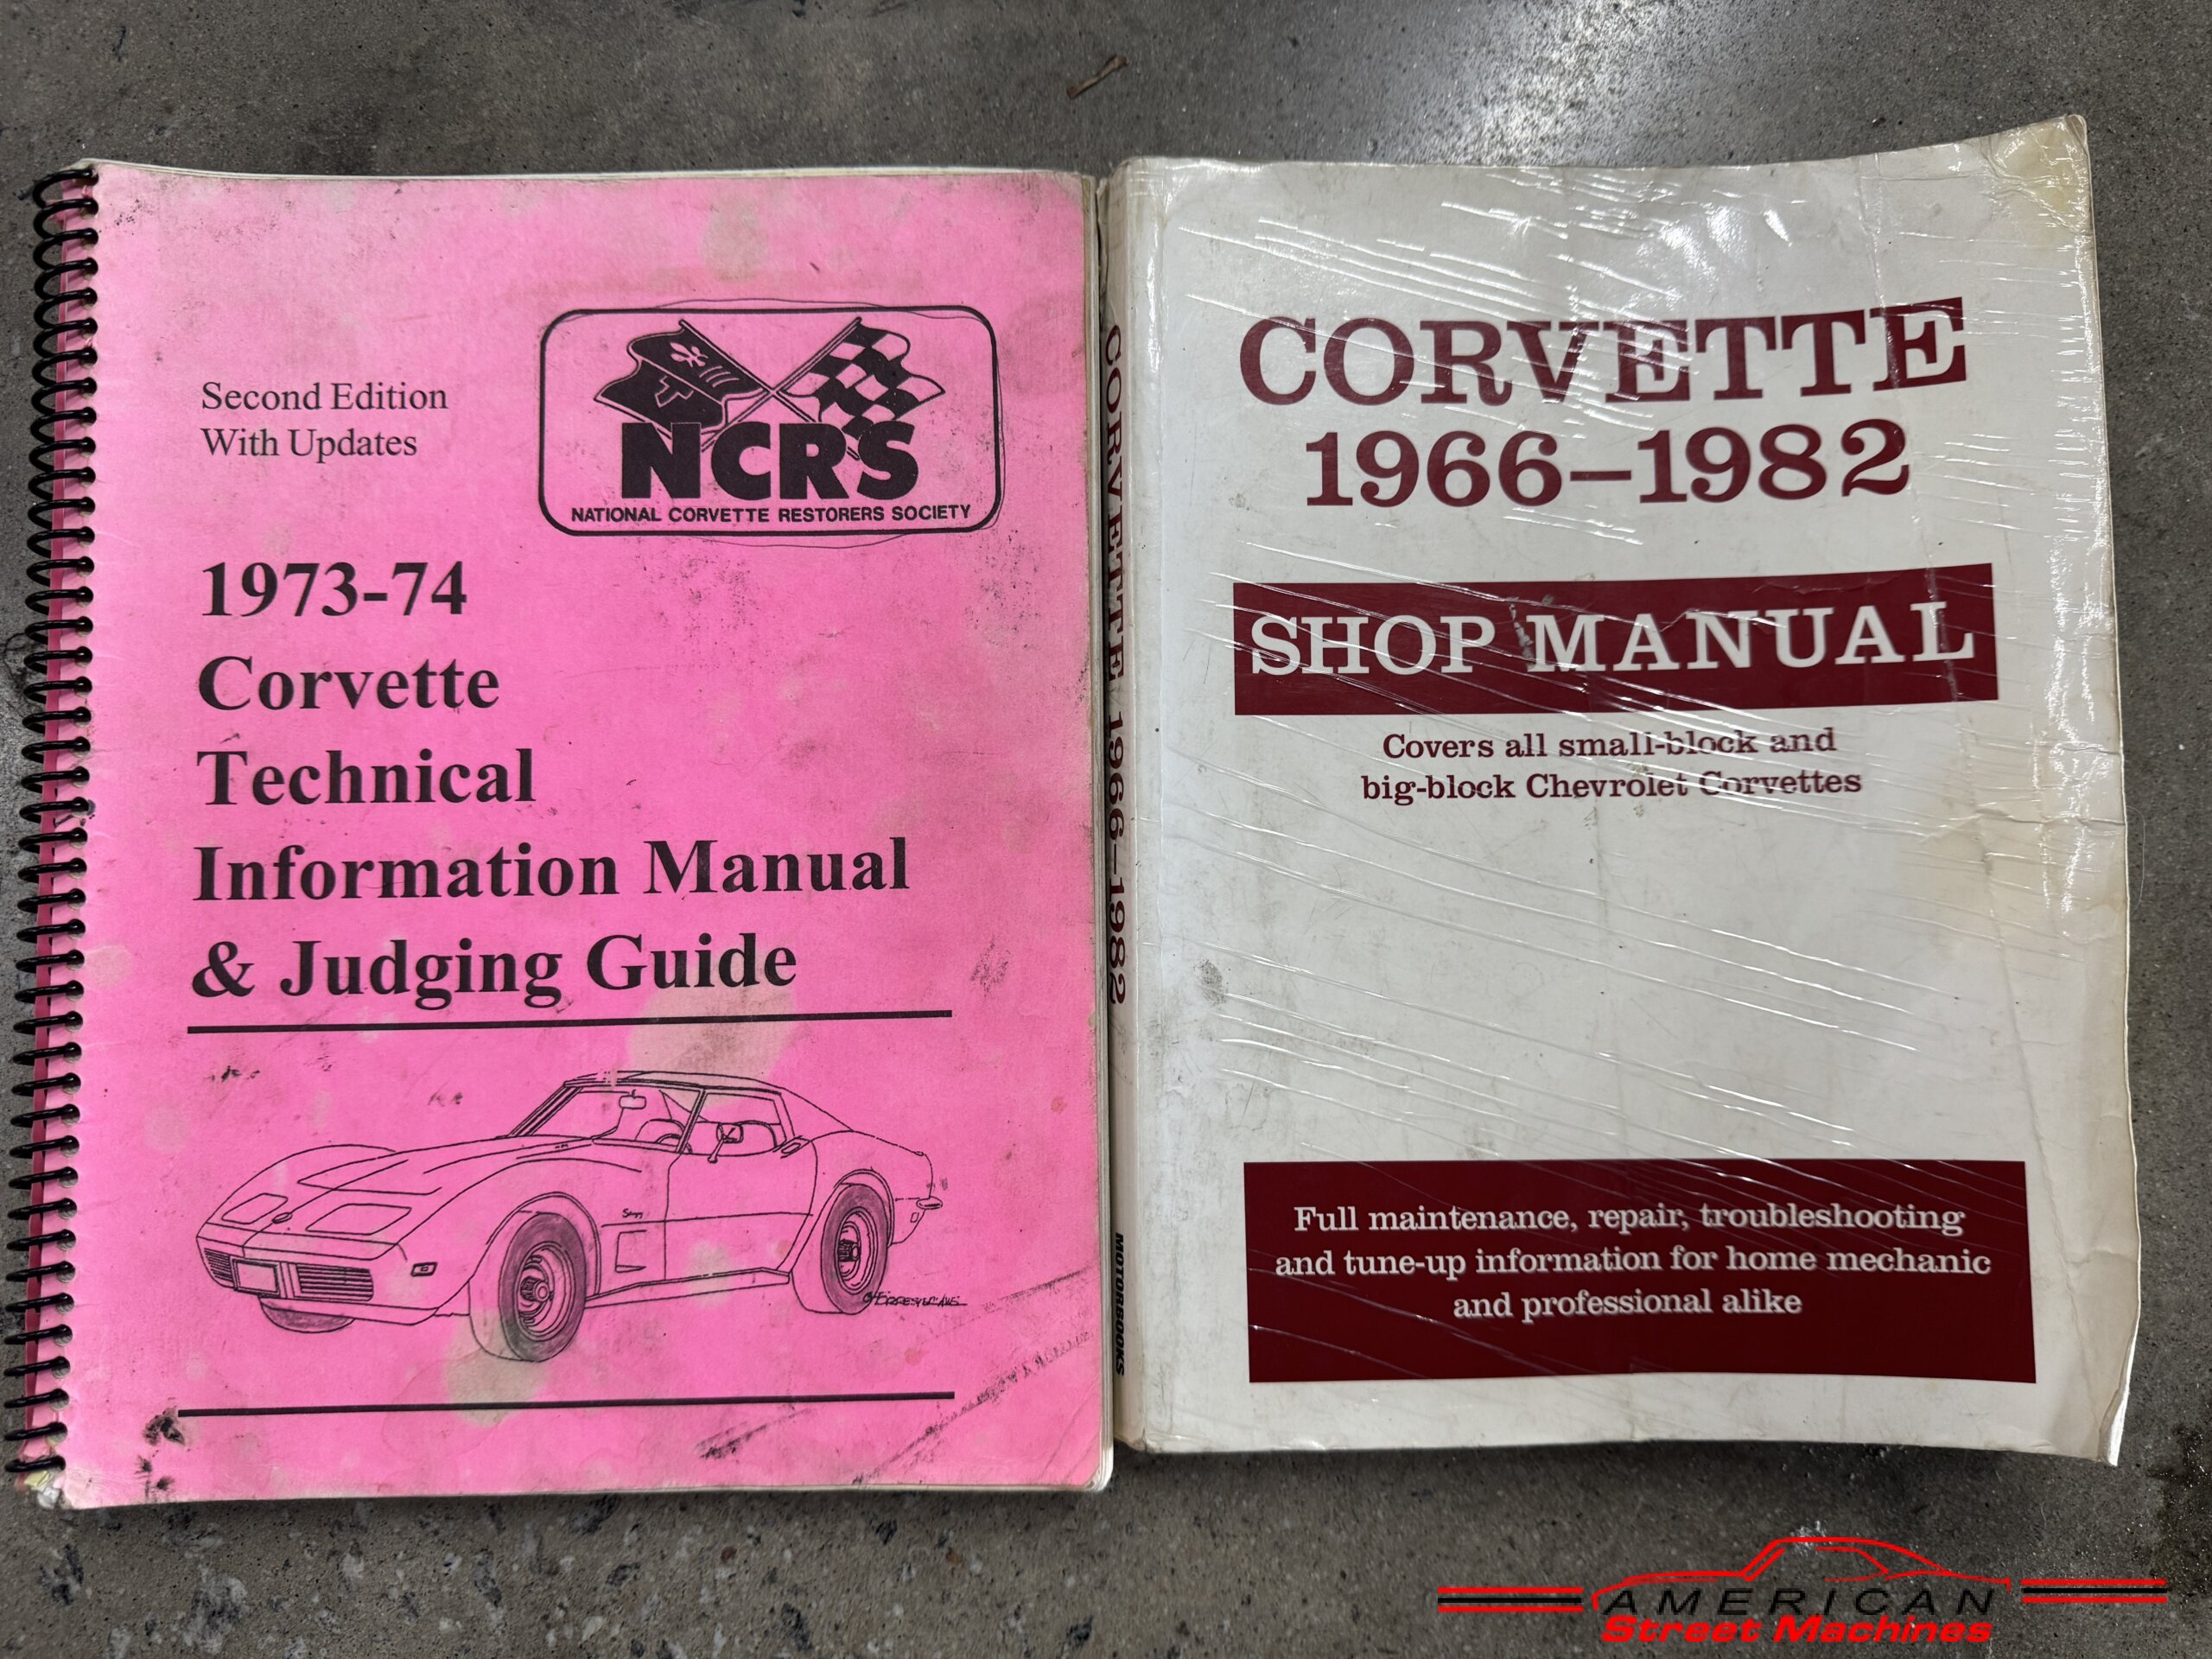 Second Edition
With Updates
NCRS
NATIONAL CORVETTE RESTORERS SOCIETY
1973-74
Corvette
Technical
Information Manual
& Judging Guide
Stingray
CORVETTE 1966-1982
MOTORBOOKS
CORVETTE
1966-1982
SHOP MANUAL
Covers all small-block and
big-block Chevrolet Corvettes
Full maintenance, repair, troubleshooting
and tune-up information for home mechanic
and professional alike
AMERICAN
Street Machines